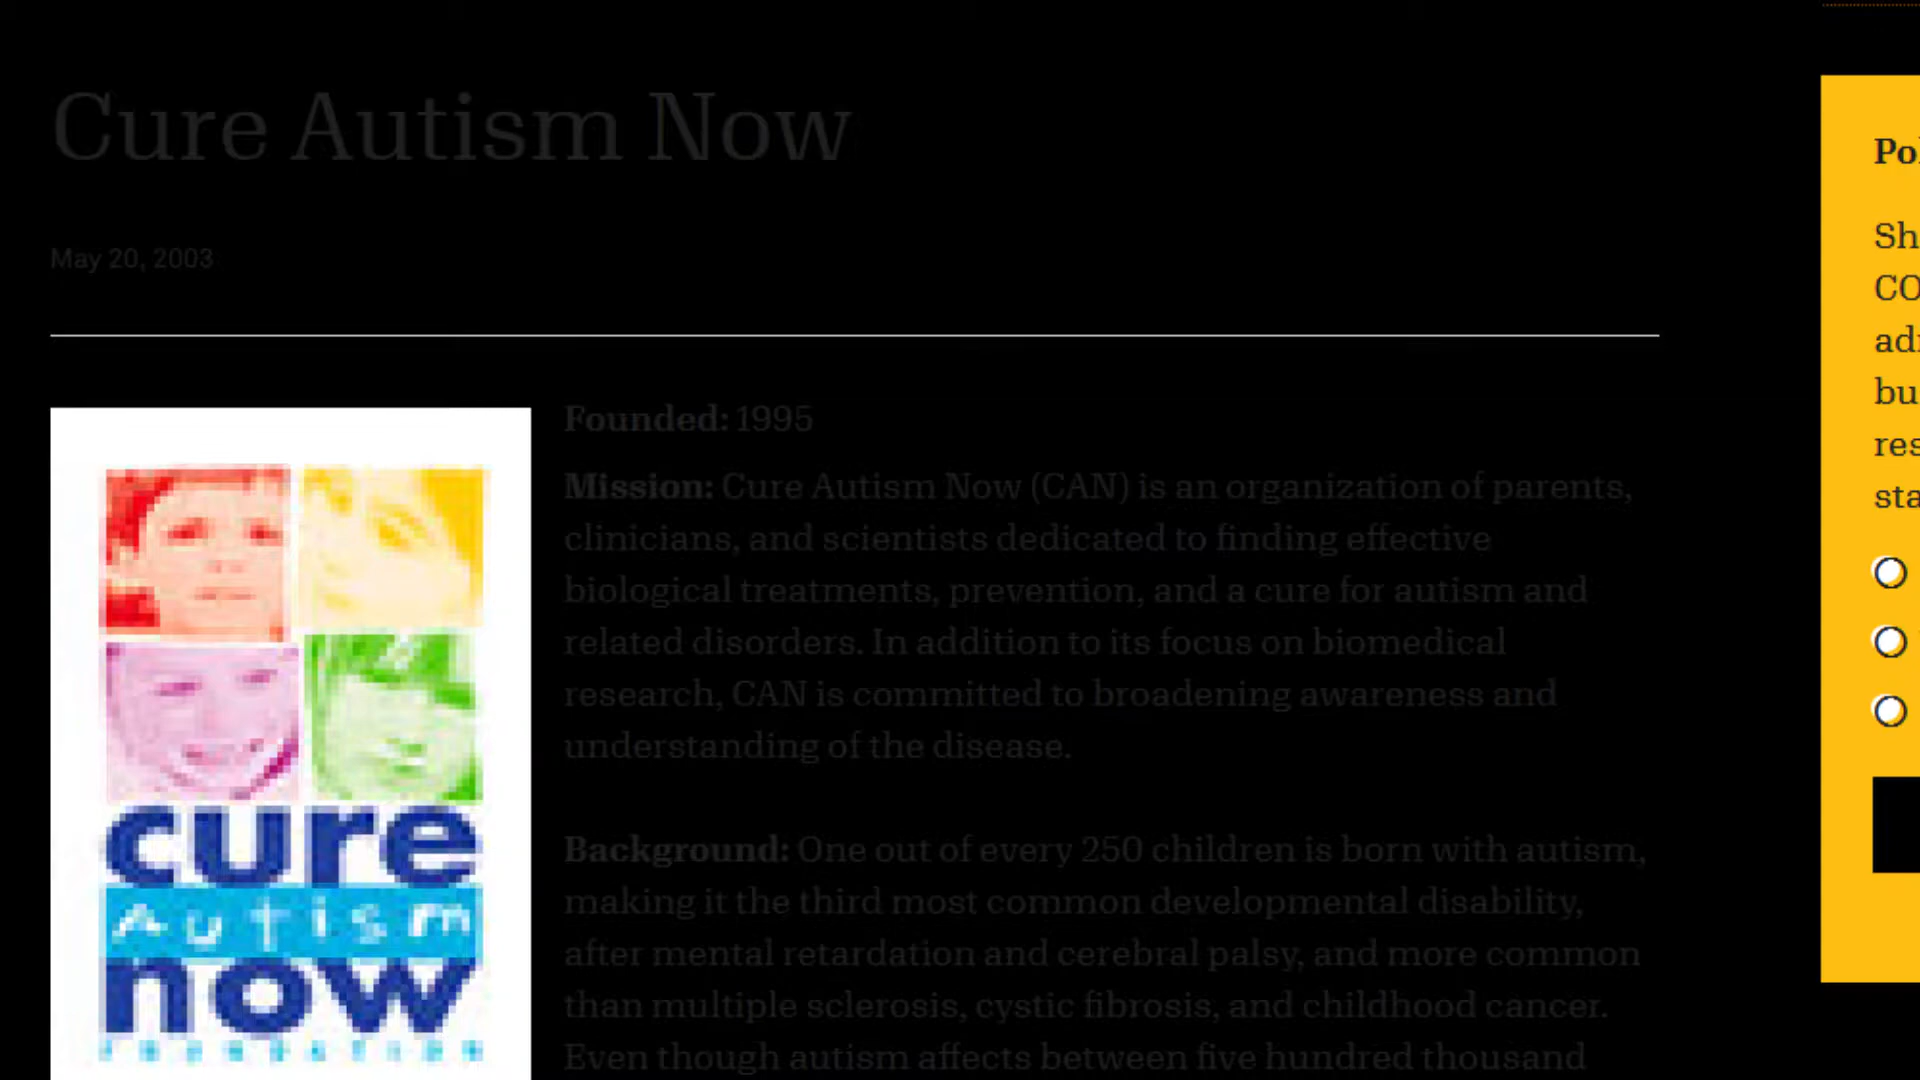 Cure Autism Now
May 20, 2003
Founded: 1995
Mission: Cure Autism Now (CAN) is an organization of parents,
clinicians, and scientists dedicated to finding effective
biological treatments, prevention, and a cure for autism and
related disorders. In addition to its focus on biomedical
research, CAN is committed to broadening awareness and
understanding of the disease.
Background: One out of every 250 children is born with autism,
making it the third most common developmental disability,
after mental retardation and cerebral palsy, and more common
than multiple sclerosis, cystic fibrosis, and childhood cancer.
Even though autism affects between five hundred thousand
cure
Autism
now
FOUNDATION
Pol
Sh
CO
adm
bu
res
sta